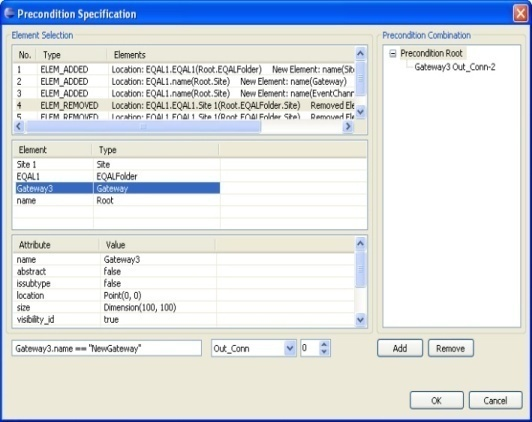 Precondition Specification
Element Selection
No. Type Elements
1 ELEM_ADDED Location: EQAL1.EQAL1(Root.EQALFolder) New Element: name(Sit
2 ELEM_ADDED Location: EQAL1.name(Root.Site) New Element: name(Gateway)
3 ELEM_ADDED Location: EQAL1.name(Root.Site) New Element: name(EventChann
4 ELEM_REMOVED Location: EQAL1.EQAL1.Site 1(Root.EQALFolder.Site) Removed Ele
5 ELEM_REMOVED Location: EQAL1.EQAL1.Site 1(Root.EQALFolder.Site) Removed Ele
Element Type
Site 1 Site
EQAL1 EQALFolder
Gateway3 Gateway
name Root
Attribute Value
name Gateway3
abstract false
issubtype false
location Point(0, 0)
size Dimension(100, 100)
visibility_id true
Gateway3.name == "NewGateway" Out_Conn 0
Precondition Combination
Precondition Root
Gateway3 Out_Conn-2
Add Remove
OK Cancel